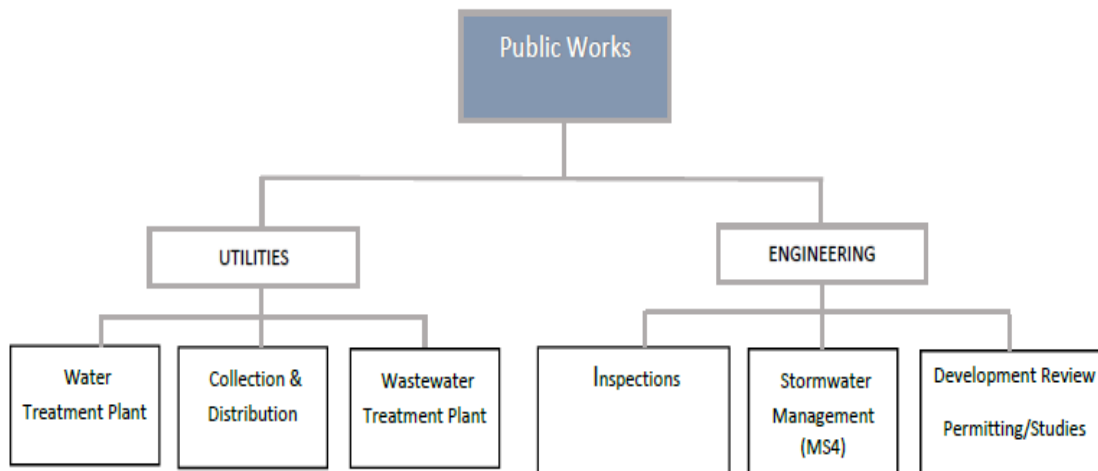 Public Works
UTILITIES
ENGINEERING
Water
Treatment Plant
Collection &
Distribution
Wastewater
Treatment Plant
Inspections
Stormwater
Management
(MS4)
Development Review
Permitting/Studies